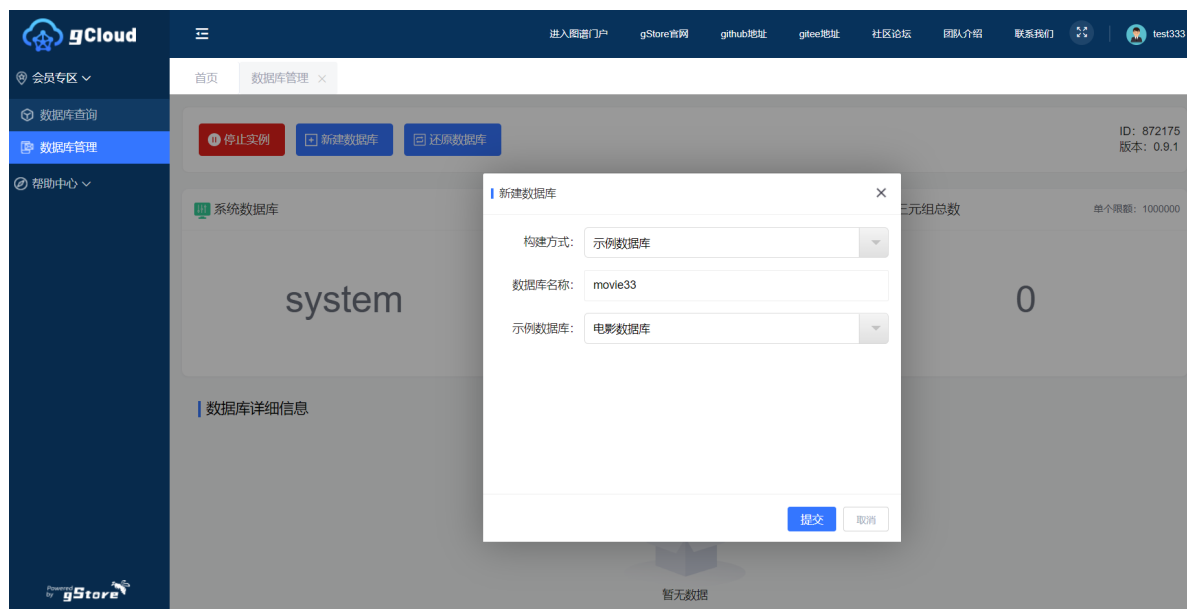 gCloud
进入图谱门户 gStore官网 github地址 gitee地址 社区论坛 团队介绍 联系我们 test333
会员专区
首页 数据库管理
数据库查询
数据库管理
帮助中心
停止实例 新建数据库 还原数据库
ID: 872175
版本: 0.9.1
系统数据库
三元组总数 单个限额: 1000000
system
0
新建数据库
构建方式: 示例数据库
数据库名称: movie33
示例数据库: 电影数据库
提交 取消
数据库详细信息
暂无数据
Powered by gStore